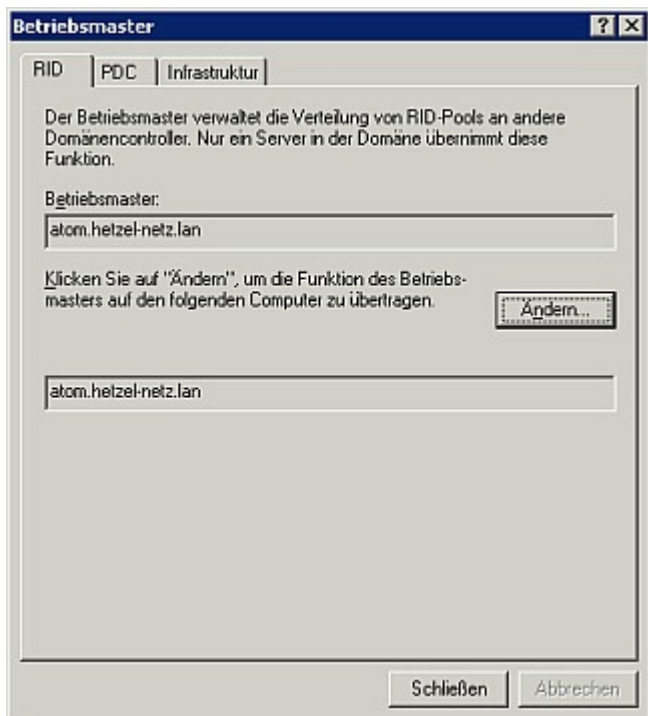 Betriebsmaster
RID
PDC
Infrastruktur
Der Betriebsmaster verwaltet die Verteilung von RID-Pools an andere
Domänencontroller. Nur ein Server in der Domäne übernimmt diese
Funktion.
Betriebsmaster:
atom.hetzel-netz.lan
Klicken Sie auf "Ändern", um die Funktion des Betriebs-
masters auf den folgenden Computer zu übertragen.
Ändern...
atom.hetzel-netz.lan
Schließen
Abbrechen